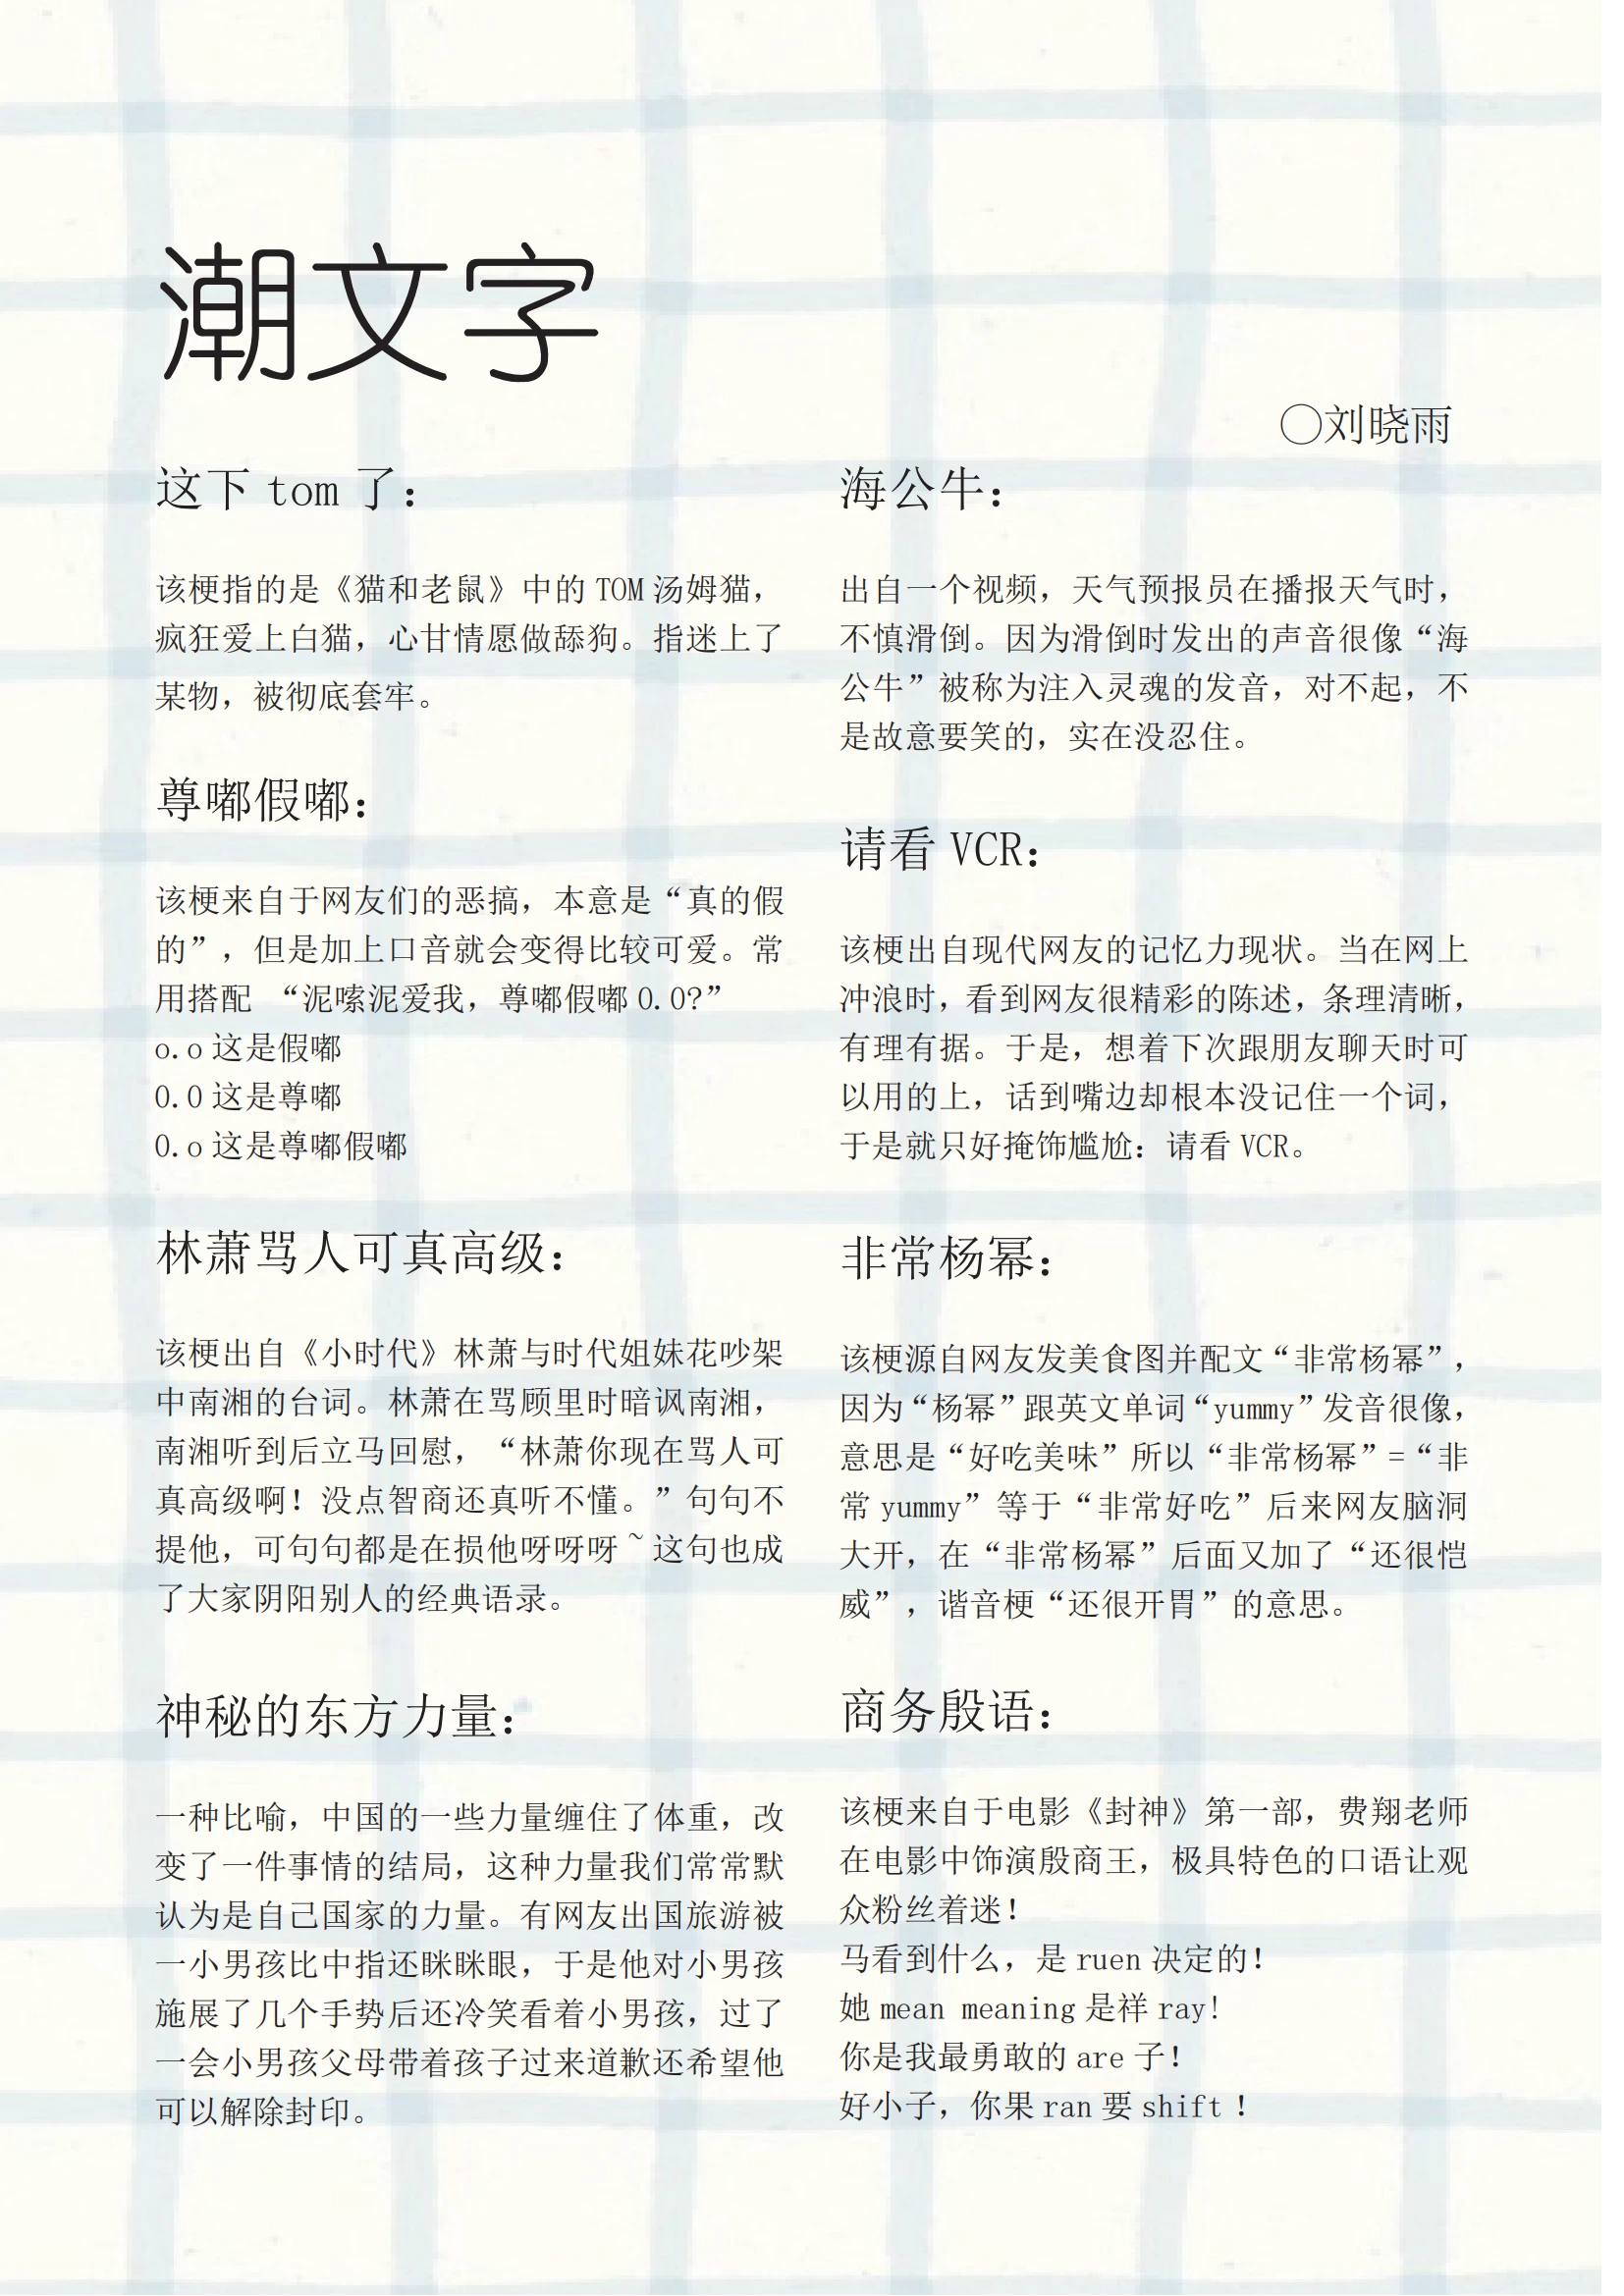 潮文字
〇刘晓雨
这下 tom 了：
该梗指的是《猫和老鼠》中的 TOM 汤姆猫，
疯狂爱上白猫，心甘情愿做舔狗。指迷上了
某物，被彻底套牢。
尊嘟假嘟：
该梗来自于网友们的恶搞，本意是“真的假
的”，但是加上口音就会变得比较可爱。常
用搭配 “泥嗦泥爱我，尊嘟假嘟 0.0?”
o.o 这是假嘟
0.0 这是尊嘟
0.o 这是尊嘟假嘟
林萧骂人可真高级：
该梗出自《小时代》林萧与时代姐妹花吵架
中南湘的台词。林萧在骂顾里时暗讽南湘，
南湘听到后立马回慰，“林萧你现在骂人可
真高级啊！没点智商还真听不懂。”句句不
提他，可句句都是在损他呀呀呀 ~ 这句也成
了大家阴阳别人的经典语录。
神秘的东方力量：
一种比喻，中国的一些力量缠住了体重，改
变了一件事情的结局，这种力量我们常常默
认为是自己国家的力量。有网友出国旅游被
一小男孩比中指还眯眯眼，于是他对小男孩
施展了几个手势后还冷笑看着小男孩，过了
一会小男孩父母带着孩子过来道歉还希望他
可以解除封印。
海公牛：
出自一个视频，天气预报员在播报天气时，
不慎滑倒。因为滑倒时发出的声音很像“海
公牛”被称为注入灵魂的发音，对不起，不
是故意要笑的，实在没忍住。
请看 VCR：
该梗出自现代网友的记忆力现状。当在网上
冲浪时，看到网友很精彩的陈述，条理清晰，
有理有据。于是，想着下次跟朋友聊天时可
以用的上，话到嘴边却根本没记住一个词，
于是就只好掩饰尴尬：请看 VCR。
非常杨幂：
该梗源自网友发美食图并配文“非常杨幂”，
因为“杨幂”跟英文单词“yummy”发音很像，
意思是“好吃美味”所以“非常杨幂”=“非
常 yummy”等于“非常好吃”后来网友脑洞
大开，在“非常杨幂”后面又加了“还很恺
威”，谐音梗“还很开胃”的意思。
商务殷语：
该梗来自于电影《封神》第一部，费翔老师
在电影中饰演殷商王，极具特色的口语让观
众粉丝着迷！
马看到什么，是 ruen 决定的！
她 mean meaning 是祥 ray!
你是我最勇敢的 are 子！
好小子，你果 ran 要 shift ！